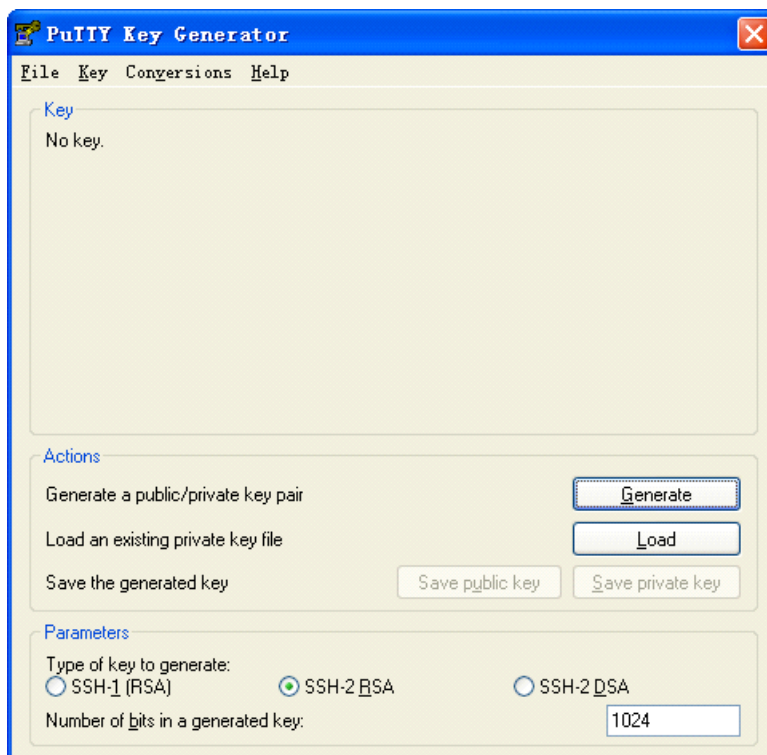 PuTTY Key Generator
File Key Conversions Help
Key
No key.
Actions
Generate a public/private key pair Generate
Load an existing private key file Load
Save the generated key Save public key Save private key
Parameters
Type of key to generate:
SSH-1 (RSA) SSH-2 RSA SSH-2 DSA
Number of bits in a generated key: 1024